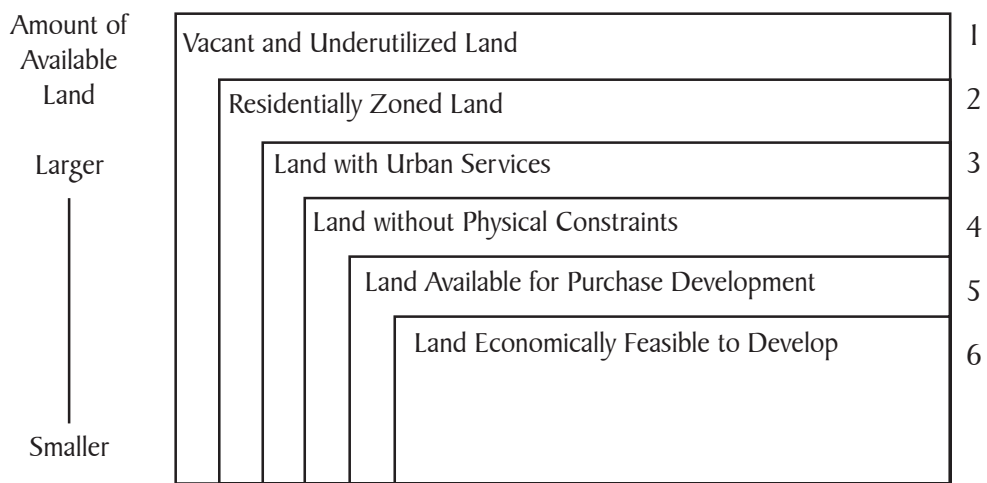 Amount of
Available
Land
Larger
Smaller
Vacant and Underutilized Land
1
Residentially Zoned Land
2
Land with Urban Services
3
Land without Physical Constraints
4
Land Available for Purchase Development
5
Land Economically Feasible to Develop
6